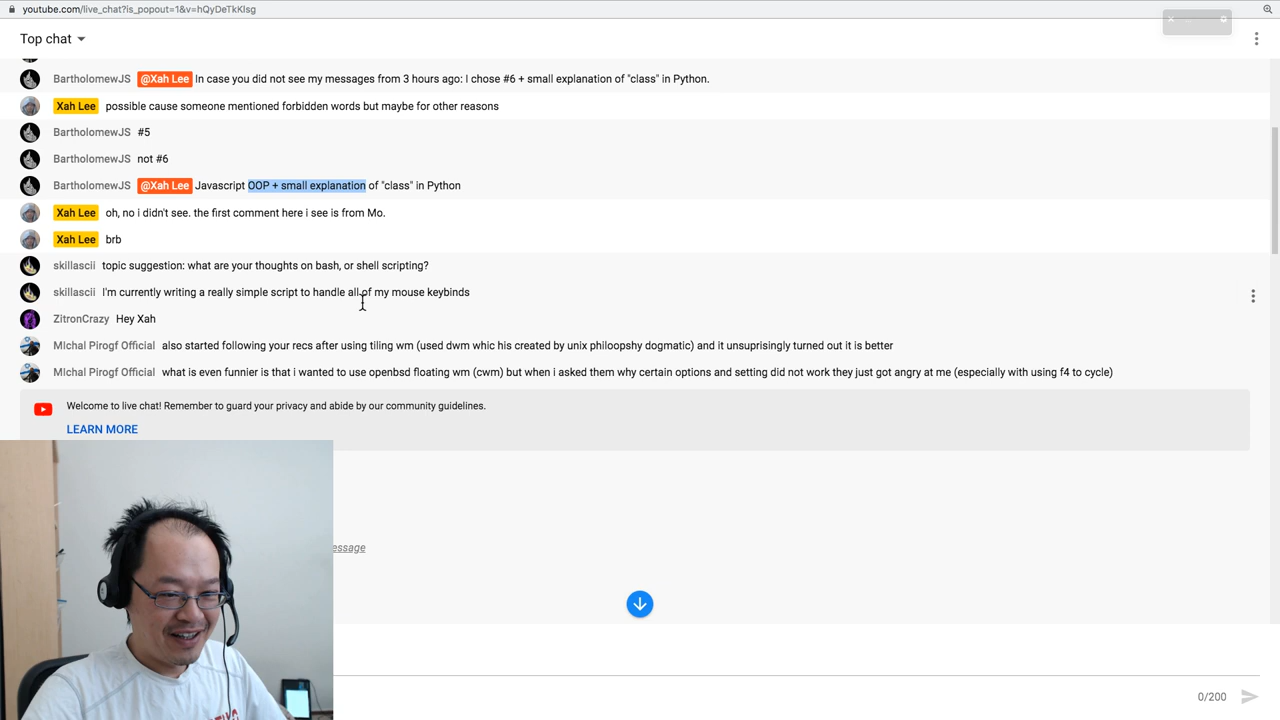 youtube.com/live_chat?is_popout=1&v=hQyDeTkKlsg
Top chat
BartholomewJS @Xah Lee In case you did not see my messages from 3 hours ago: I chose #6 + small explanation of "class" in Python.
Xah Lee possible cause someone mentioned forbidden words but maybe for other reasons
BartholomewJS #5
BartholomewJS not #6
BartholomewJS @Xah Lee Javascript OOP + small explanation of "class" in Python
Xah Lee oh, no i didn't see. the first comment here i see is from Mo.
Xah Lee brb
skillascii topic suggestion: what are your thoughts on bash, or shell scripting?
skillascii I'm currently writing a really simple script to handle all of my mouse keybinds
ZitronCrazy Hey Xah
MIchal Pirogf Official also started following your recs after using tiling wm (used dwm whic his created by unix philoopshy dogmatic) and it unsuprisingly turned out it is better
MIchal Pirogf Official what is even funnier is that i wanted to use openbsd floating wm (cwm) but when i asked them why certain options and setting did not work they just got angry at me (especially with using f4 to cycle)
Welcome to live chat! Remember to guard your privacy and abide by our community guidelines.
LEARN MORE
0/200